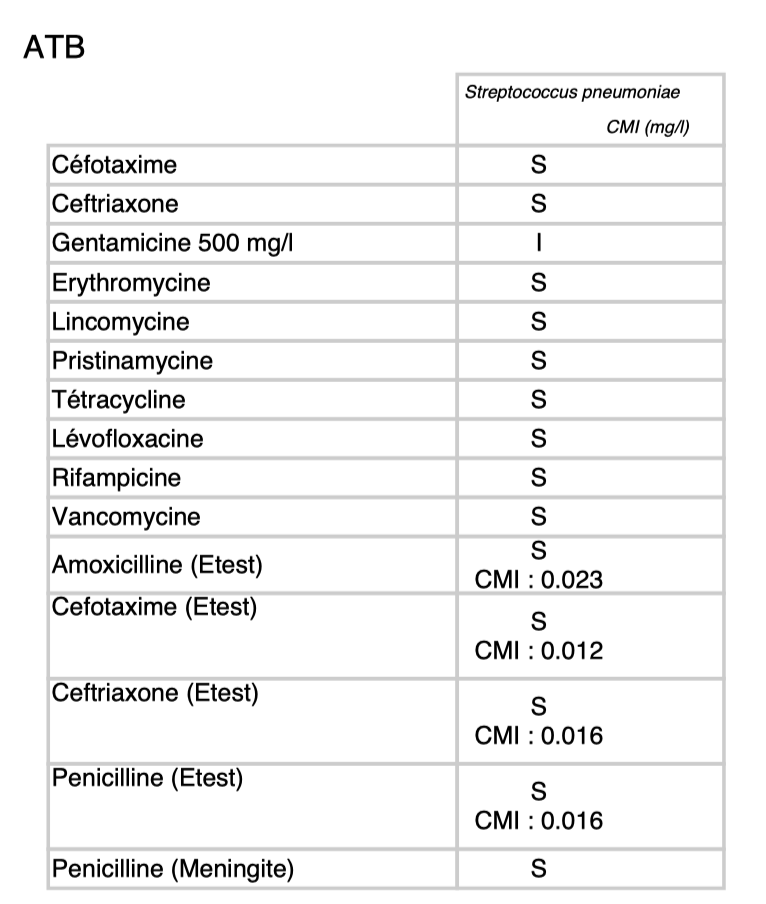 ATB
Streptococcus pneumoniae
CMI (mg/l)
Céfotaxime S
Ceftriaxone S
Gentamicine 500 mg/l I
Erythromycine S
Lincomycine S
Pristinamycine S
Tétracycline S
Lévofloxacine S
Rifampicine S
Vancomycine S
Amoxicilline (Etest) S
CMI : 0.023
Cefotaxime (Etest) S
CMI : 0.012
Ceftriaxone (Etest) S
CMI : 0.016
Penicilline (Etest) S
CMI : 0.016
Penicilline (Meningite) S